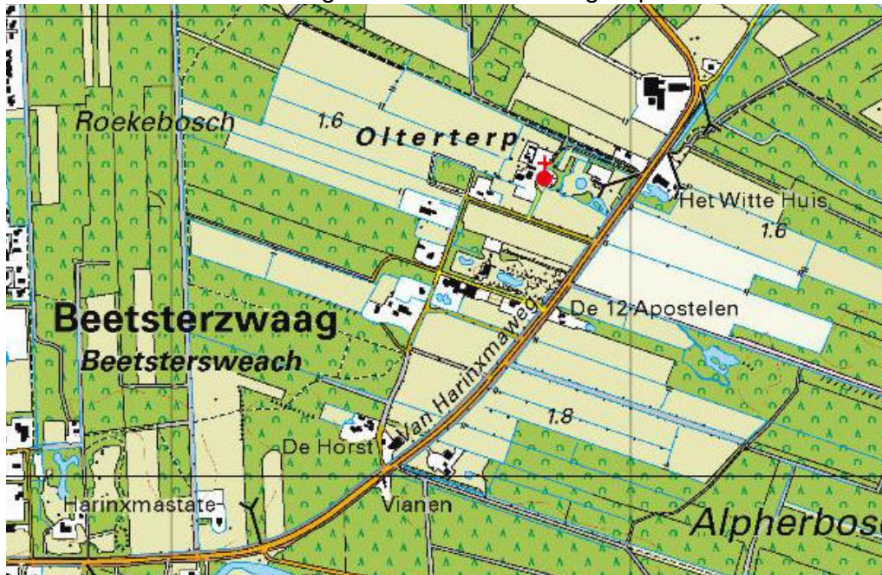 Roekebosch
1.6
Olterterp
Het Witte Huis
1.6
De 12 Apostelen
Beetsterzwaag
Beetstersweach
Van Harinxmaweg
1.8
De Horst
Harinxmastate
Vianen